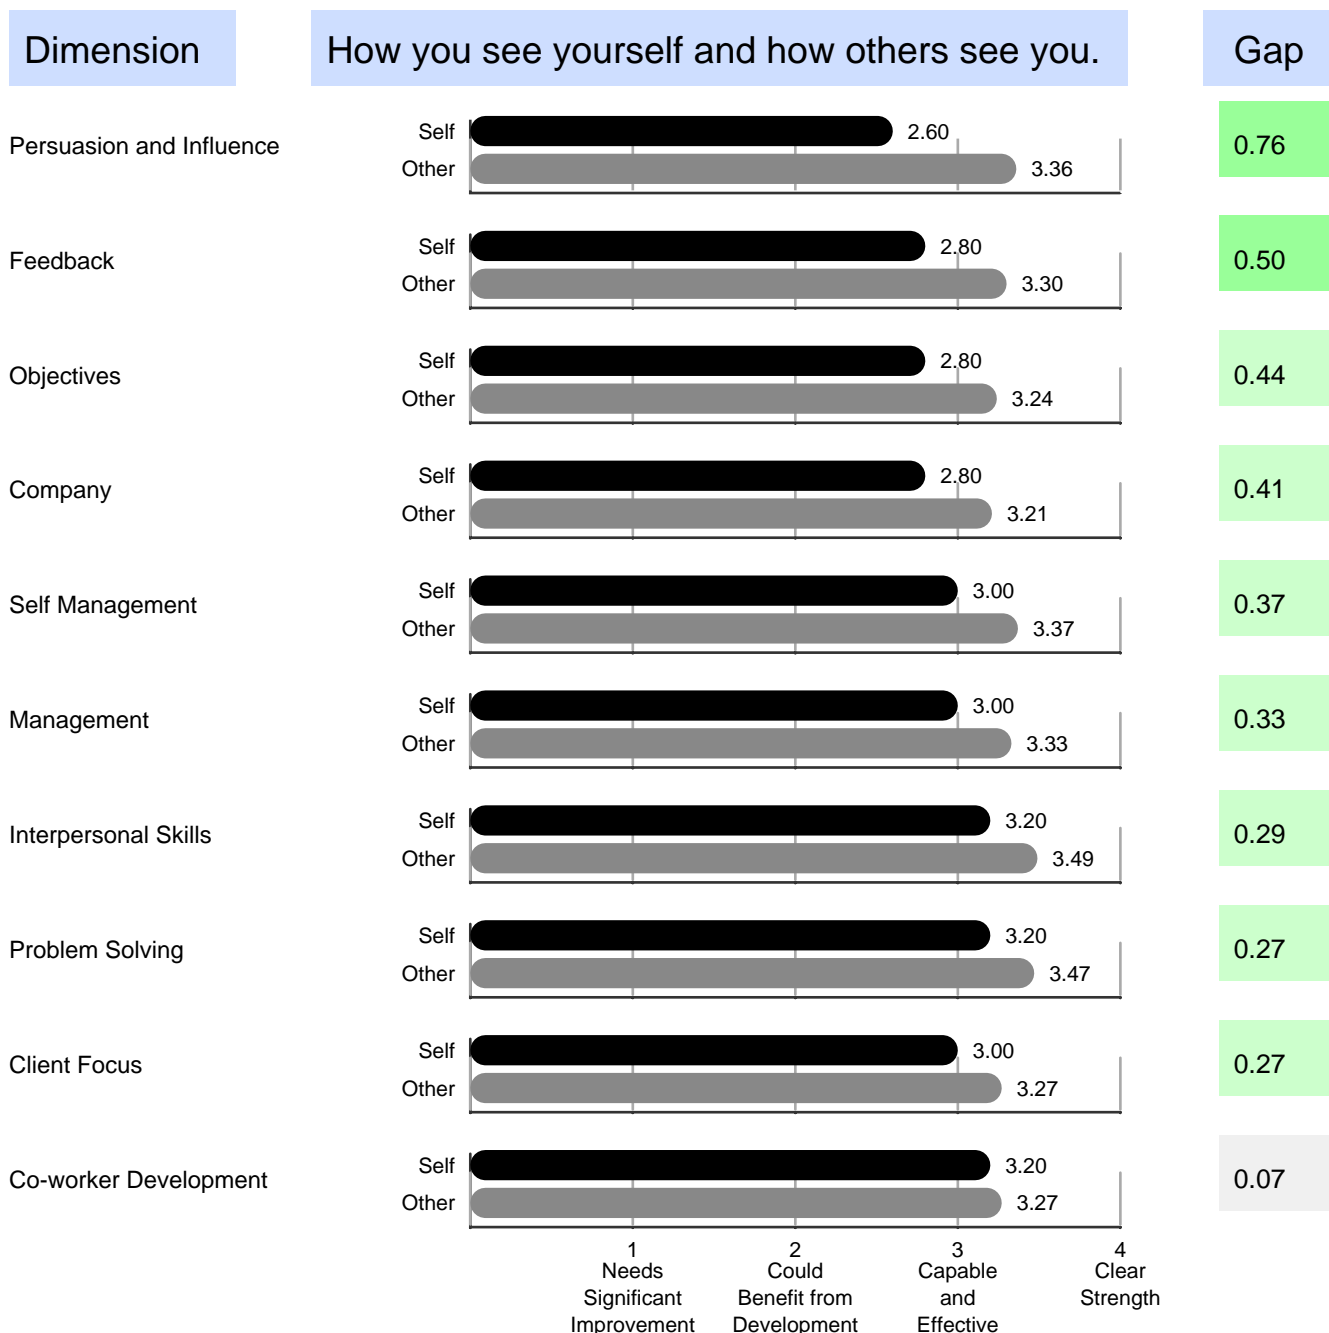 Dimension
How you see yourself and how others see you.
Gap
Persuasion and Influence
Self
2.60
Other
3.36
0.76
Feedback
Self
2.80
Other
3.30
0.50
Objectives
Self
2.80
Other
3.24
0.44
Company
Self
2.80
Other
3.21
0.41
Self Management
Self
3.00
Other
3.37
0.37
Management
Self
3.00
Other
3.33
0.33
Interpersonal Skills
Self
3.20
Other
3.49
0.29
Problem Solving
Self
3.20
Other
3.47
0.27
Client Focus
Self
3.00
Other
3.27
0.27
Co-worker Development
Self
3.20
Other
3.27
0.07
1
Needs
Significant
Improvement
2
Could
Benefit from
Development
3
Capable
and
Effective
4
Clear
Strength